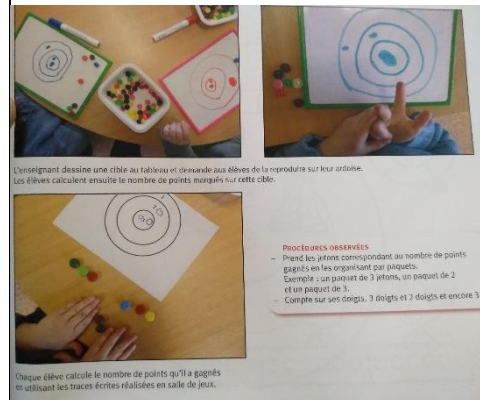 L'enseignant dessine une cible au tableau et demande aux élèves de la reproduire sur leur ardoise.
Les élèves calculent ensuite le nombre de points marqués sur cette cible.
PROCÉDURES OBSERVÉES
– Prend les jetons correspondant au nombre de points
gagnés en les organisant par paquets.
Exemple : un paquet de 3 jetons, un paquet de 2
et un paquet de 3.
– Compte sur ses doigts, 3 doigts et 2 doigts et encore 3
Chaque élève calcule le nombre de points qu'il a gagnés
en utilisant les traces écrites réalisées en salle de jeux.